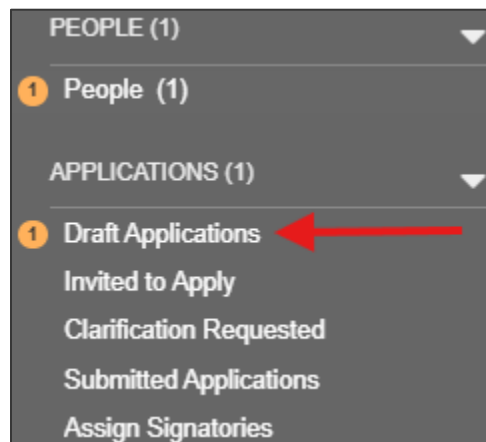 PEOPLE (1)
1 People (1)
APPLICATIONS (1)
1 Draft Applications
Invited to Apply
Clarification Requested
Submitted Applications
Assign Signatories